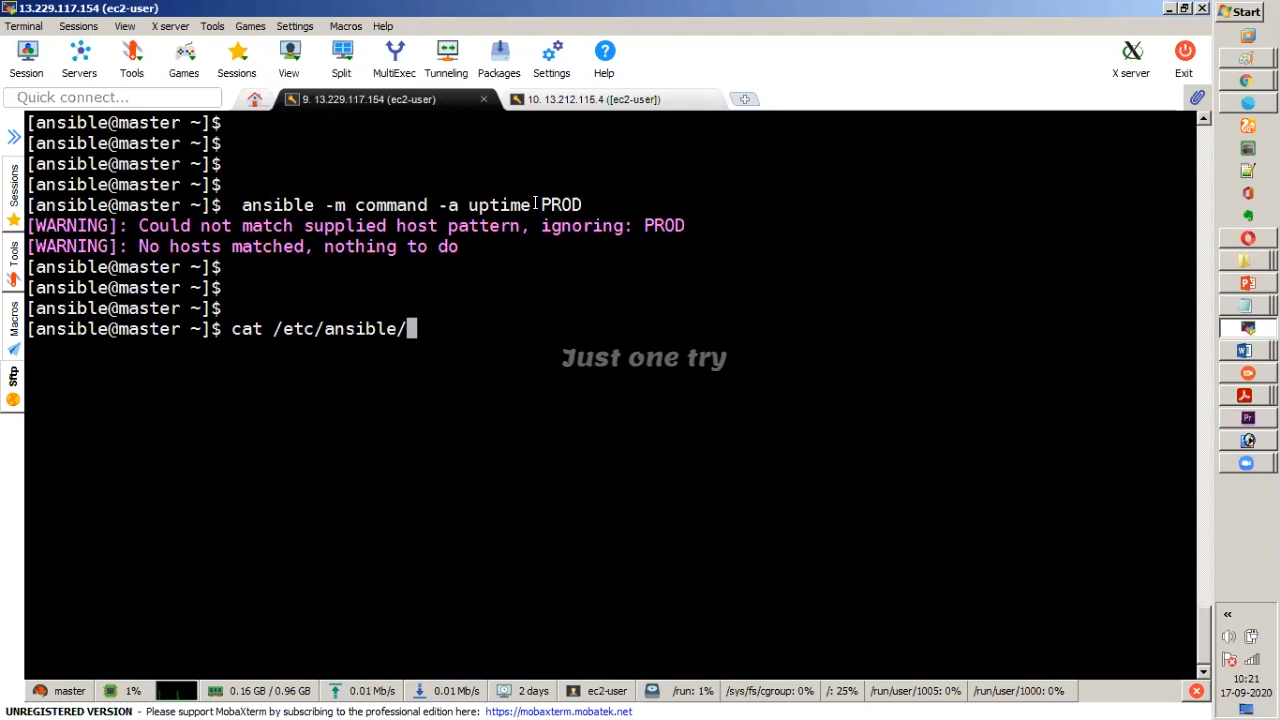 13.229.117.154 (ec2-user)
Terminal Sessions View X server Tools Games Settings Macros Help
Session Servers Tools Games Sessions View Split MultiExec Tunneling Packages Settings Help X server Exit
Quick connect...
9. 13.229.117.154 (ec2-user)
10. 13.212.115.4 ([ec2-user])
Start
Sessions
Tools
Macros
Sftp
[ansible@master ~]$
[ansible@master ~]$
[ansible@master ~]$
[ansible@master ~]$
[ansible@master ~]$  ansible -m command -a uptime PROD
[WARNING]: Could not match supplied host pattern, ignoring: PROD
[WARNING]: No hosts matched, nothing to do
[ansible@master ~]$
[ansible@master ~]$
[ansible@master ~]$
[ansible@master ~]$ cat /etc/ansible/
Just one try
master 1% 0.16 GB / 0.96 GB 0.01 Mb/s 0.01 Mb/s 2 days ec2-user /run: 1% /sys/fs/cgroup: 0% /: 25% /run/user/1005: 0% /run/user/1000: 0%
UNREGISTERED VERSION - Please support MobaXterm by subscribing to the professional edition here: https://mobaxterm.mobatek.net
10:21
17-09-2020